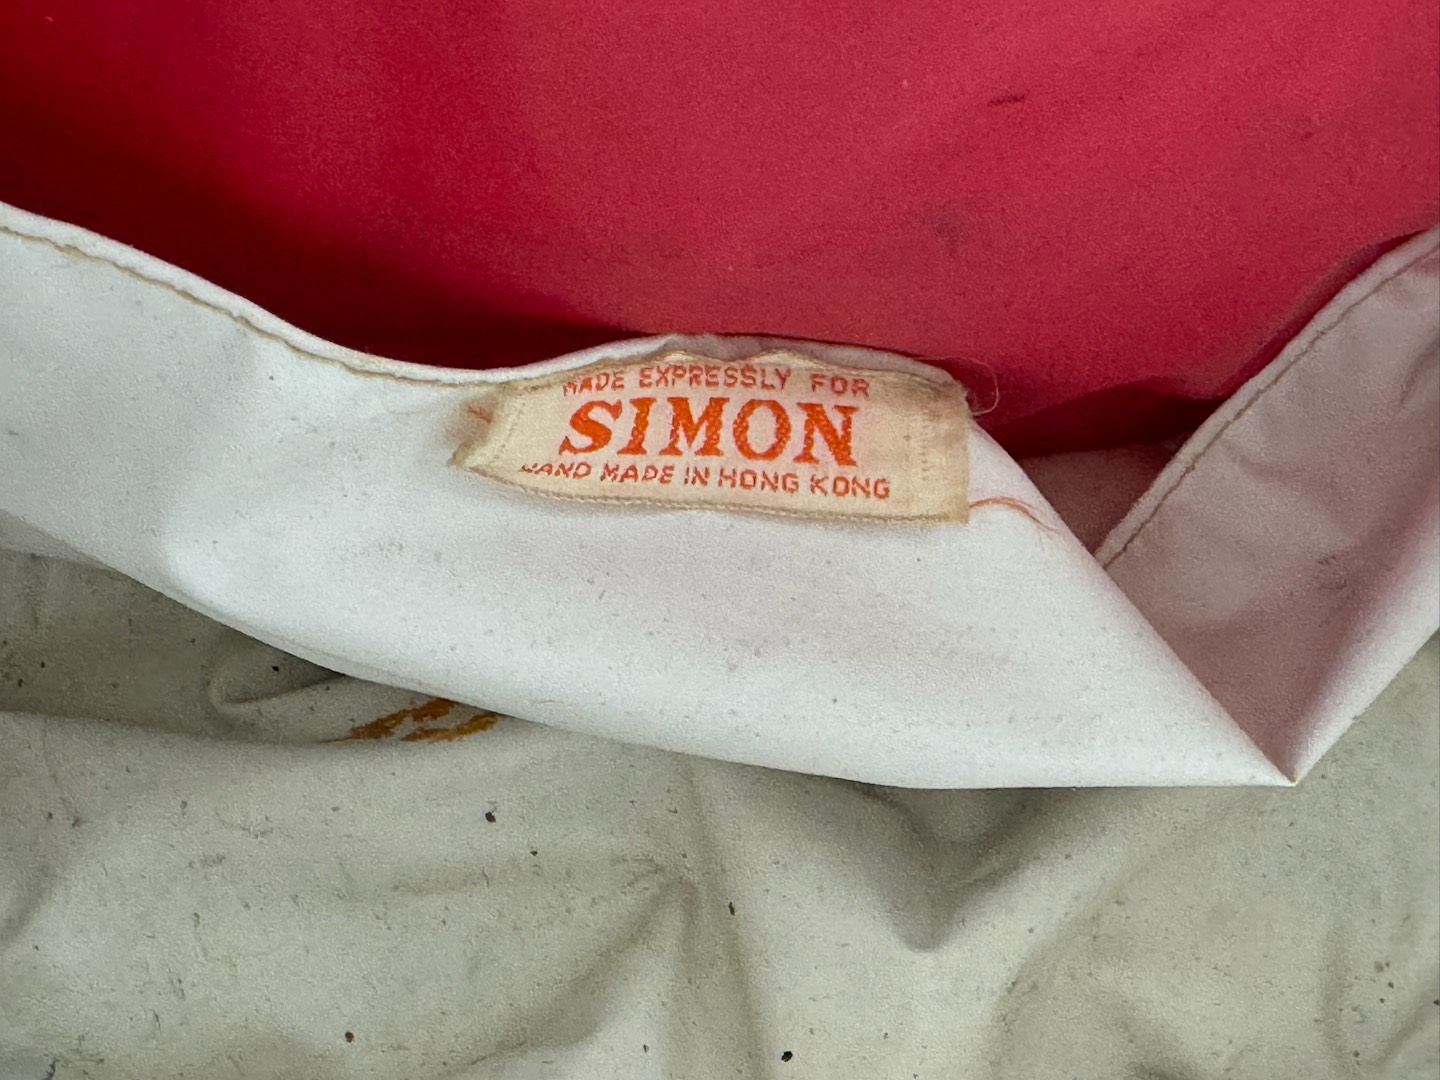 MADE EXPRESSLY FOR
SIMON
HAND MADE IN HONG KONG